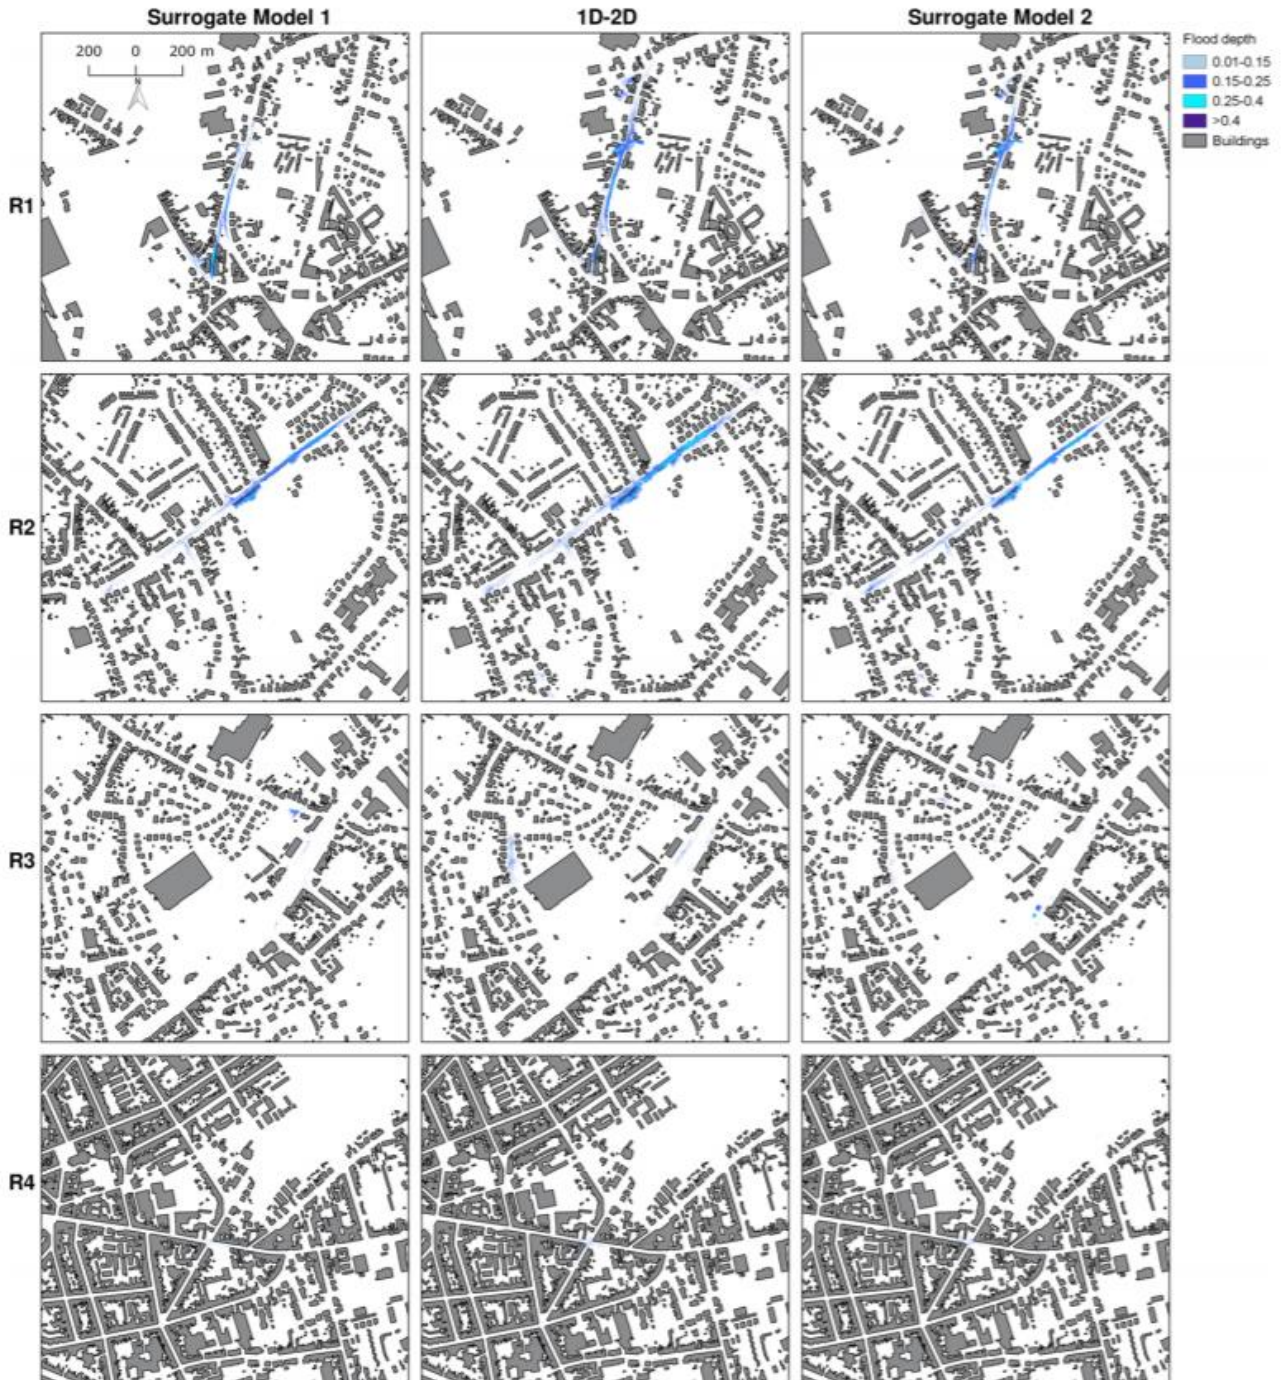 Surrogate Model 1
1D-2D
Surrogate Model 2
Flood depth
0.01-0.15
0.15-0.25
0.25-0.4
>0.4
Buildings
200 0 200 m
N
R1
R2
R3
R4